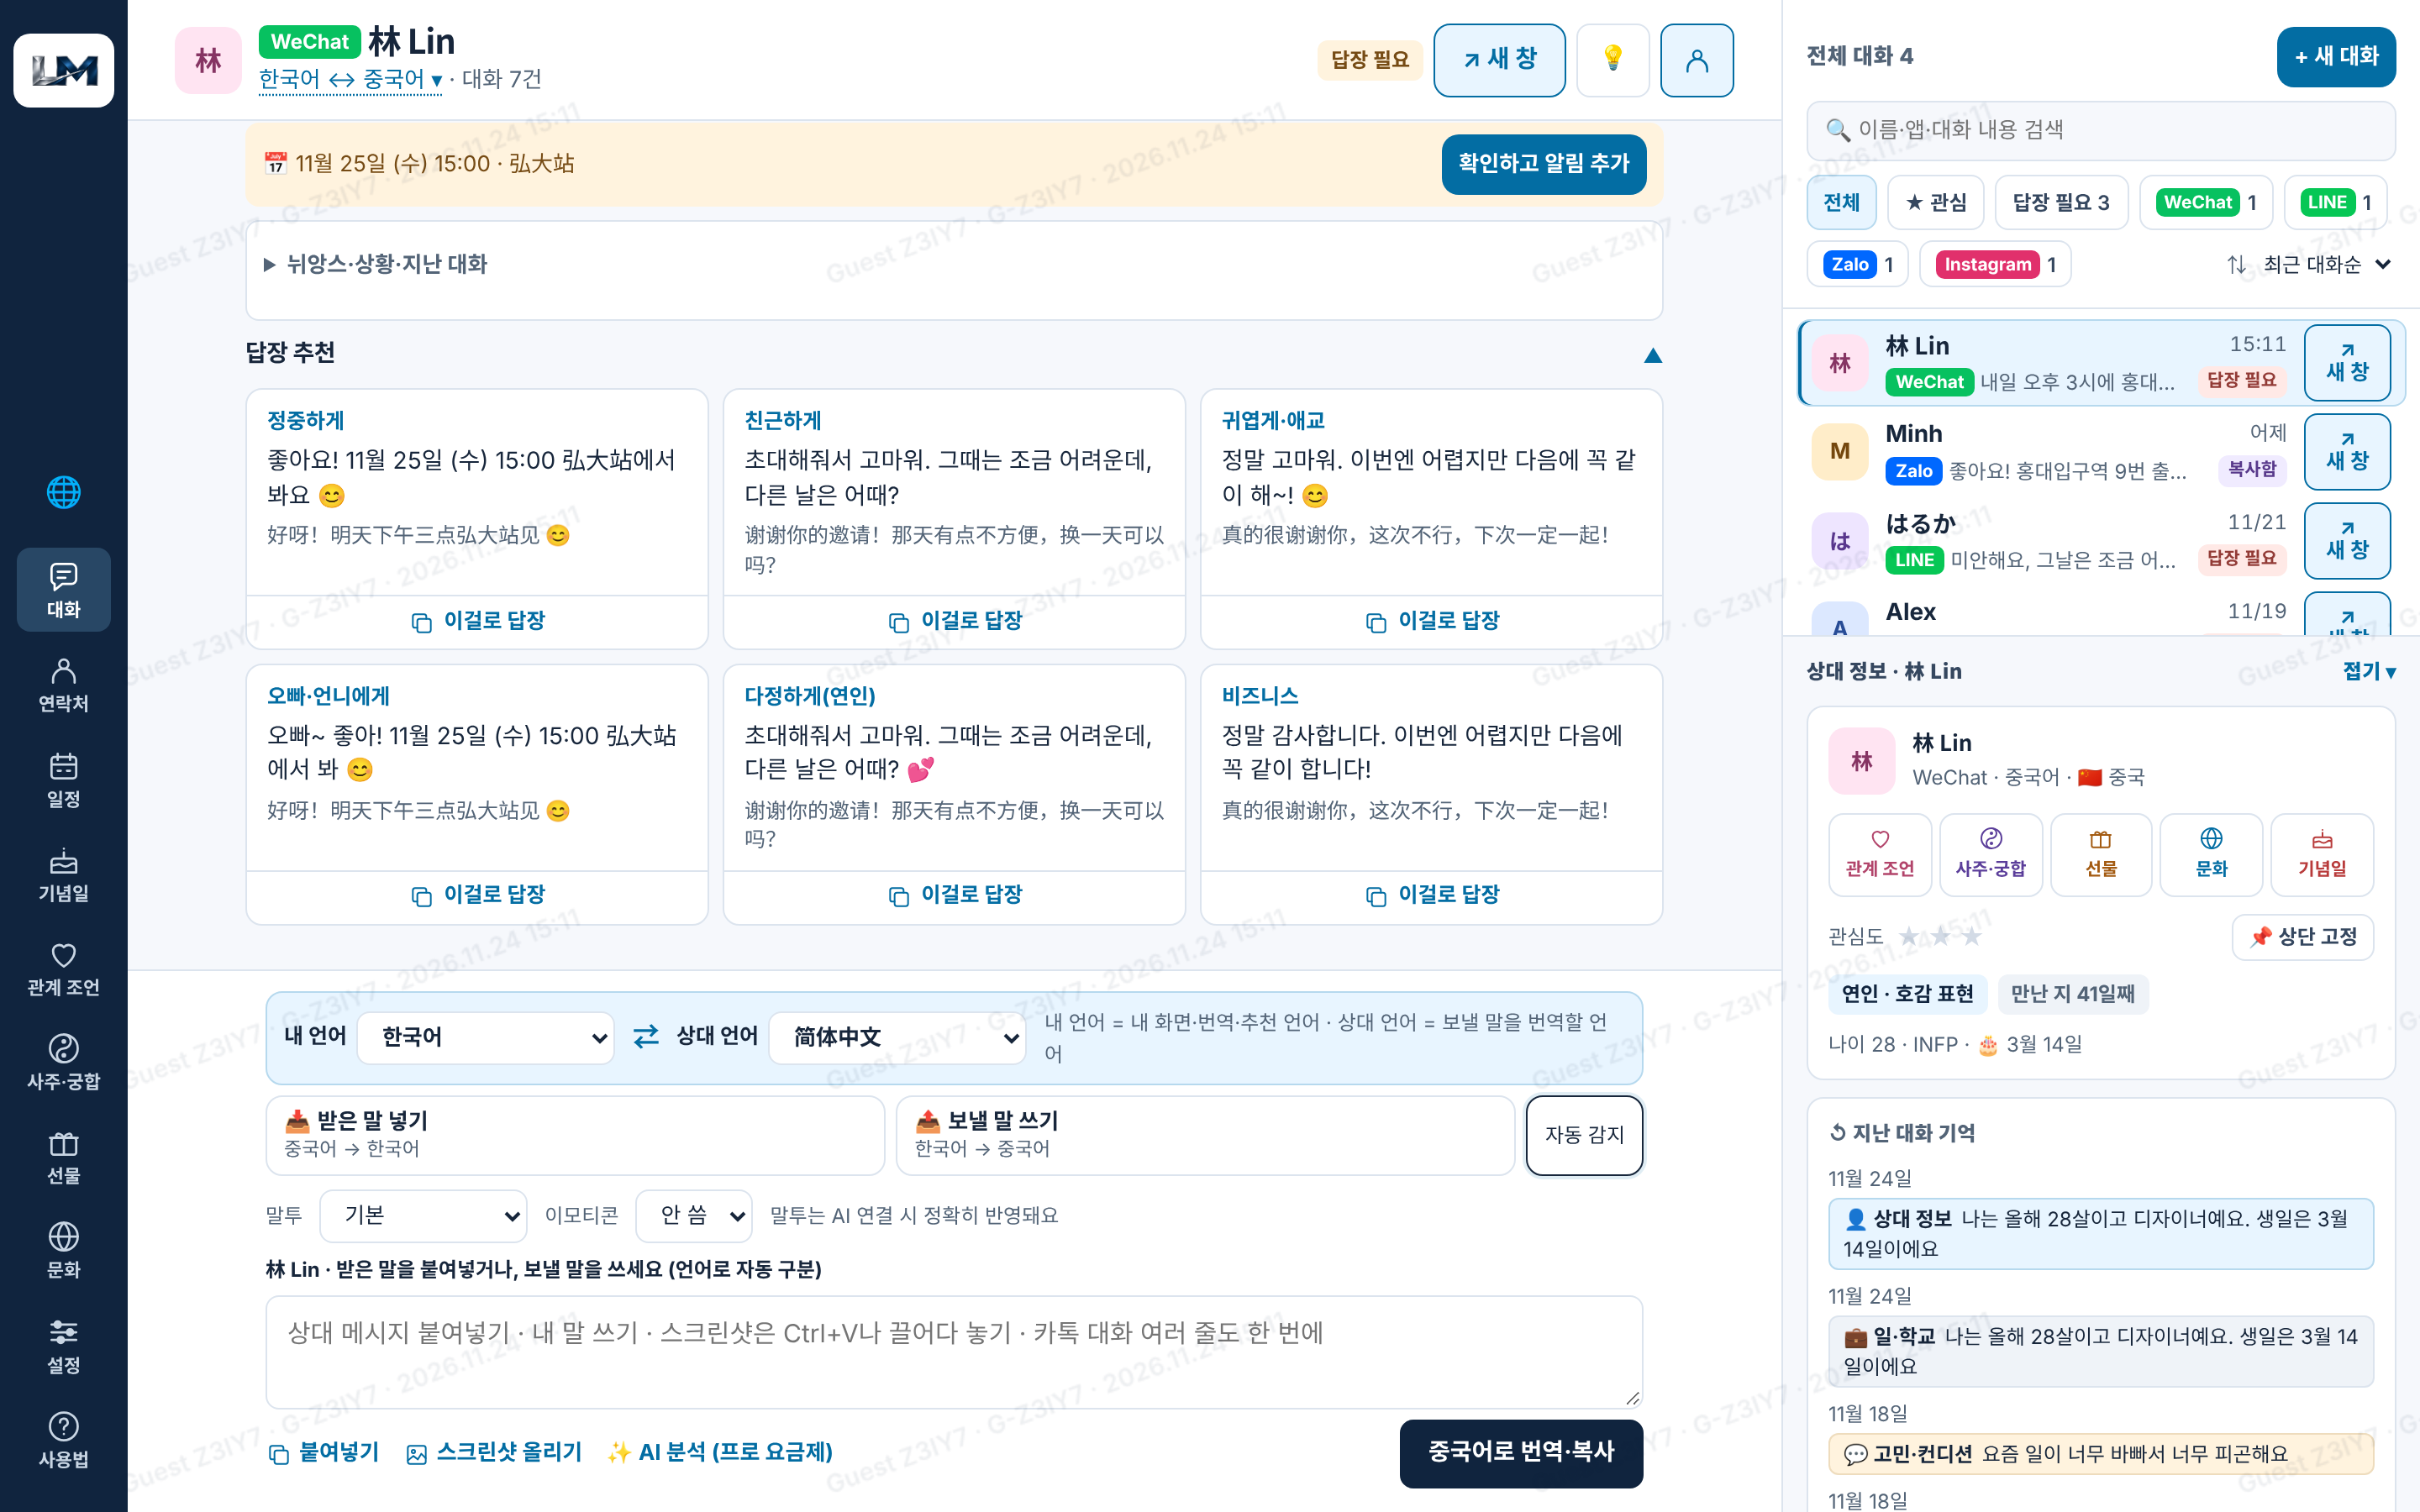 LM
대화
연락처
일정
기념일
관계 조언
사주·궁합
선물
문화
설정
사용법
林
WeChat 林 Lin
한국어 ↔ 중국어 ▾ · 대화 7건
답장 필요
↗ 새 창
📅 11월 25일 (수) 15:00 · 弘大站
확인하고 알림 추가
▶ 뉘앙스·상황·지난 대화
답장 추천
▲
정중하게
좋아요! 11월 25일 (수) 15:00 弘大站에서
봐요 😊
好呀！明天下午三点弘大站见 😊
이걸로 답장
친근하게
초대해줘서 고마워. 그때는 조금 어려운데,
다른 날은 어때?
谢谢你的邀请！那天有点不方便，换一天可以
吗？
이걸로 답장
귀엽게·애교
정말 고마워. 이번엔 어렵지만 다음에 꼭 같
이 해~! 😊
真的很谢谢你，这次不行，下次一定一起！
이걸로 답장
오빠·언니에게
오빠~ 좋아! 11월 25일 (수) 15:00 弘大站
에서 봐 😊
好呀！明天下午三点弘大站见 😊
이걸로 답장
다정하게(연인)
초대해줘서 고마워. 그때는 조금 어려운데,
다른 날은 어때? 💕
谢谢你的邀请！那天有点不方便，换一天可以
吗？
이걸로 답장
비즈니스
정말 감사합니다. 이번엔 어렵지만 다음에
꼭 같이 합니다!
真的很谢谢你，这次不行，下次一定一起！
이걸로 답장
내 언어 한국어 ⇄ 상대 언어 简体中文
내 언어 = 내 화면·번역·추천 언어 · 상대 언어 = 보낼 말을 번역할 언
어
📥 받은 말 넣기
중국어 → 한국어
📤 보낼 말 쓰기
한국어 → 중국어
자동 감지
말투 기본 이모티콘 안 씀 말투는 AI 연결 시 정확히 반영돼요
林 Lin · 받은 말을 붙여넣거나, 보낼 말을 쓰세요 (언어로 자동 구분)
상대 메시지 붙여넣기 · 내 말 쓰기 · 스크린샷은 Ctrl+V나 끌어다 놓기 · 카톡 대화 여러 줄도 한 번에
붙여넣기 스크린샷 올리기 ✨ AI 분석 (프로 요금제)
중국어로 번역·복사
전체 대화 4
+ 새 대화
🔍 이름·앱·대화 내용 검색
전체 ★ 관심 답장 필요 3 WeChat 1 LINE 1
Zalo 1 Instagram 1 ↑↓ 최근 대화순
林
林 Lin 15:11
WeChat 내일 오후 3시에 홍대... 답장 필요
↗
새 창
M
Minh 어제
Zalo 좋아요! 홍대입구역 9번 출... 복사함
↗
새 창
は
はるか 11/21
LINE 미안해요, 그날은 조금 어... 답장 필요
↗
새 창
A
Alex 11/19
↗
새 창
상대 정보 · 林 Lin
접기 ▾
林
林 Lin
WeChat · 중국어 · 🇨🇳 중국
관계 조언
사주·궁합
선물
문화
기념일
관심도 ★ ★ ★
📌 상단 고정
연인 · 호감 표현 만난 지 41일째
나이 28 · INFP · 🎂 3월 14일
지난 대화 기억
11월 24일
👤 상대 정보 나는 올해 28살이고 디자이너예요. 생일은 3월
14일이에요
11월 24일
💼 일·학교 나는 올해 28살이고 디자이너예요. 생일은 3월 14
일이에요
11월 18일
💬 고민·컨디션 요즘 일이 너무 바빠서 너무 피곤해요
11월 18일
Guest Z3IY7 · G-Z3IY7 · 2026.11.24 15:11